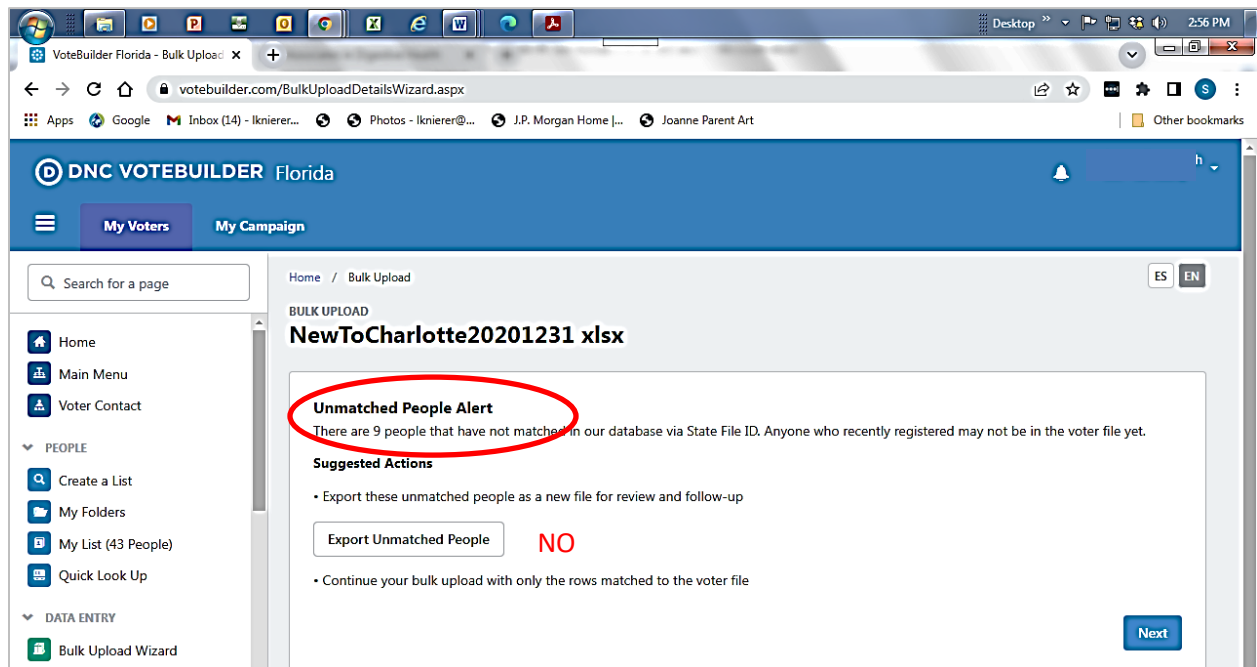 Desktop » 2:56 PM
VoteBuilder Florida - Bulk Upload
votebuilder.com/BulkUploadDetailsWizard.aspx S
Apps Google Inbox (14) - lknierer... Photos - lknierer@... J.P. Morgan Home |... Joanne Parent Art Other bookmarks
D DNC VOTEBUILDER Florida h
My Voters My Campaign
Search for a page
Home / Bulk Upload ES EN
BULK UPLOAD
NewToCharlotte20201231 xlsx
Home
Main Menu
Voter Contact
PEOPLE
Create a List
My Folders
My List (43 People)
Quick Look Up
DATA ENTRY
Bulk Upload Wizard
Unmatched People Alert
There are 9 people that have not matched in our database via State File ID. Anyone who recently registered may not be in the voter file yet.
Suggested Actions
• Export these unmatched people as a new file for review and follow-up
Export Unmatched People NO
• Continue your bulk upload with only the rows matched to the voter file
Next